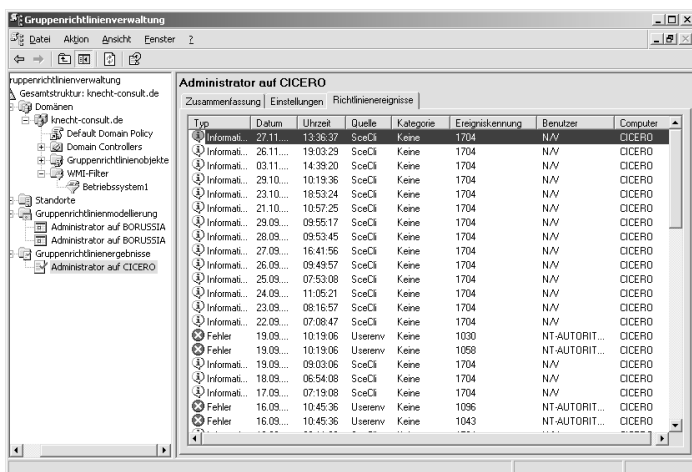 Gruppenrichtlinienverwaltung
Datei Aktion Ansicht Fenster ?
ruppenrichtlinienverwaltung
Gesamtstruktur: knecht-consult.de
Domänen
knecht-consult.de
Default Domain Policy
Domain Controllers
Gruppenrichtlinienobjekte
WMI-Filter
Betriebssystem1
Standorte
Gruppenrichtlinienmodellierung
Administrator auf BORUSSIA
Administrator auf BORUSSIA
Gruppenrichtlinienergebnisse
Administrator auf CICERO
Administrator auf CICERO
Zusammenfassung Einstellungen Richtlinienereignisse
Typ Datum Uhrzeit Quelle Kategorie Ereigniskennung Benutzer Computer
Informati... 27.11.... 13:36:37 SceCli Keine 1704 N/V CICERO
Informati... 26.11.... 19:03:29 SceCli Keine 1704 N/V CICERO
Informati... 03.11.... 14:39:20 SceCli Keine 1704 N/V CICERO
Informati... 29.10.... 10:19:36 SceCli Keine 1704 N/V CICERO
Informati... 23.10.... 18:53:24 SceCli Keine 1704 N/V CICERO
Informati... 21.10.... 10:57:25 SceCli Keine 1704 N/V CICERO
Informati... 29.09.... 09:55:17 SceCli Keine 1704 N/V CICERO
Informati... 28.09.... 09:53:45 SceCli Keine 1704 N/V CICERO
Informati... 27.09.... 16:41:56 SceCli Keine 1704 N/V CICERO
Informati... 26.09.... 09:49:57 SceCli Keine 1704 N/V CICERO
Informati... 25.09.... 07:53:08 SceCli Keine 1704 N/V CICERO
Informati... 24.09.... 11:05:21 SceCli Keine 1704 N/V CICERO
Informati... 23.09.... 08:16:57 SceCli Keine 1704 N/V CICERO
Informati... 22.09.... 07:08:47 SceCli Keine 1704 N/V CICERO
Fehler 19.09.... 10:19:06 Userenv Keine 1030 NT-AUTORIT... CICERO
Fehler 19.09.... 10:19:06 Userenv Keine 1058 NT-AUTORIT... CICERO
Informati... 19.09.... 09:03:06 SceCli Keine 1704 N/V CICERO
Informati... 18.09.... 06:54:08 SceCli Keine 1704 N/V CICERO
Informati... 17.09.... 07:19:08 SceCli Keine 1704 N/V CICERO
Fehler 16.09.... 10:45:36 Userenv Keine 1096 NT-AUTORIT... CICERO
Fehler 16.09.... 10:45:36 Userenv Keine 1043 NT-AUTORIT... CICERO